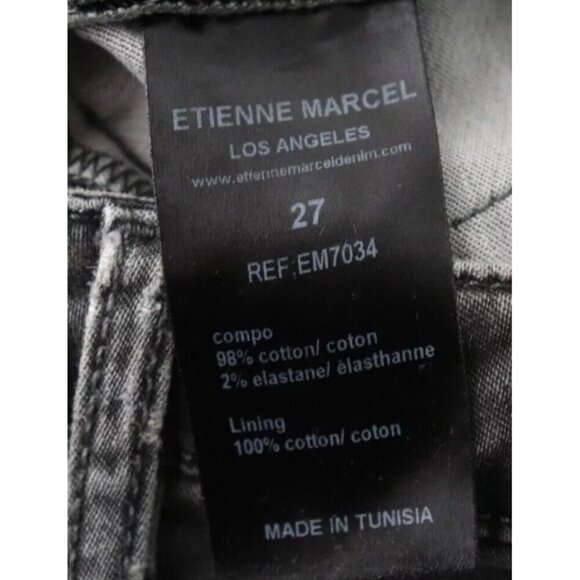 ETIENNE MARCEL
LOS ANGELES
www.etiennemarceldenim.com
27
REF.EM7034
compo
98% cotton/ coton
2% elastane/ élasthanne
Lining
100% cotton/ coton
MADE IN TUNISIA